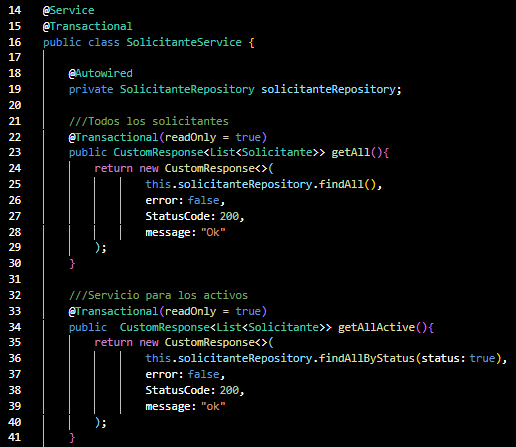 14 @Service
15 @Transactional
16 public class SolicitanteService {
17
18     @Autowired
19     private SolicitanteRepository solicitanteRepository;
20
21     ///Todos los solicitantes
22     @Transactional(readOnly = true)
23     public CustomResponse<List<Solicitante>> getAll(){
24         return new CustomResponse<>(
25                 this.solicitanteRepository.findAll(),
26                 error: false,
27                 StatusCode: 200,
28                 message: "Ok"
29         );
30     }
31
32     ///Servicio para los activos
33     @Transactional(readOnly = true)
34     public  CustomResponse<List<Solicitante>> getAllActive(){
35         return new CustomResponse<>(
36                 this.solicitanteRepository.findAllByStatus(status: true),
37                 error: false,
38                 StatusCode: 200,
39                 message: "ok"
40         );
41     }